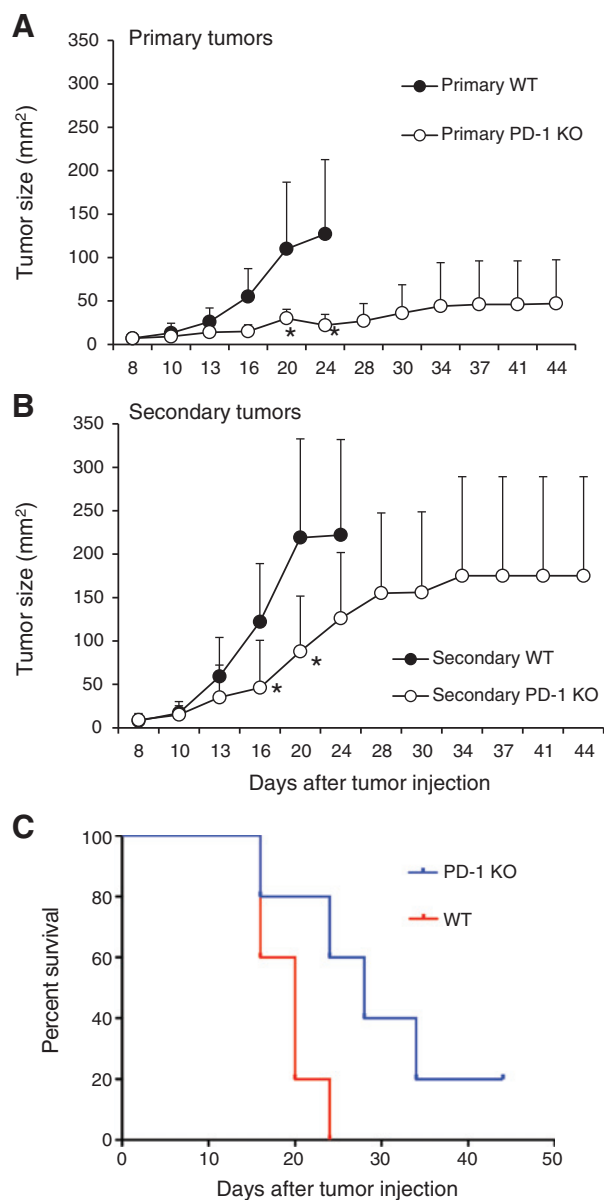 A
Primary tumors
Tumor size (mm²)
350
300
250
200
150
100
50
0
Primary WT
Primary PD-1 KO
* *
8 10 13 16 20 24 28 30 34 37 41 44
B
Secondary tumors
Tumor size (mm²)
350
300
250
200
150
100
50
0
* *
Secondary WT
Secondary PD-1 KO
8 10 13 16 20 24 28 30 34 37 41 44
Days after tumor injection
C
Percent survival
100
80
60
40
20
0
PD-1 KO
WT
0 10 20 30 40 50
Days after tumor injection